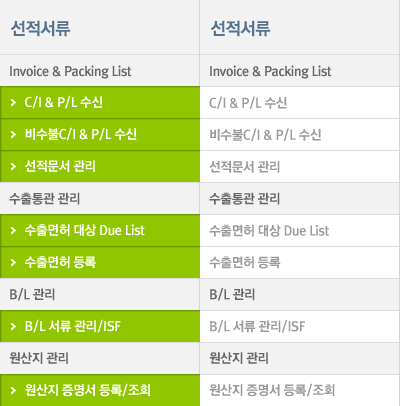 선적서류
Invoice & Packing List
C/I & P/L 수신
비수불C/I & P/L 수신
선적문서 관리
수출통관 관리
수출면허 대상 Due List
수출면허 등록
B/L 관리
B/L 서류 관리/ISF
원산지 관리
원산지 증명서 등록/조회
선적서류
Invoice & Packing List
C/I & P/L 수신
비수불C/I & P/L 수신
선적문서 관리
수출통관 관리
수출면허 대상 Due List
수출면허 등록
B/L 관리
B/L 서류 관리/ISF
원산지 관리
원산지 증명서 등록/조회